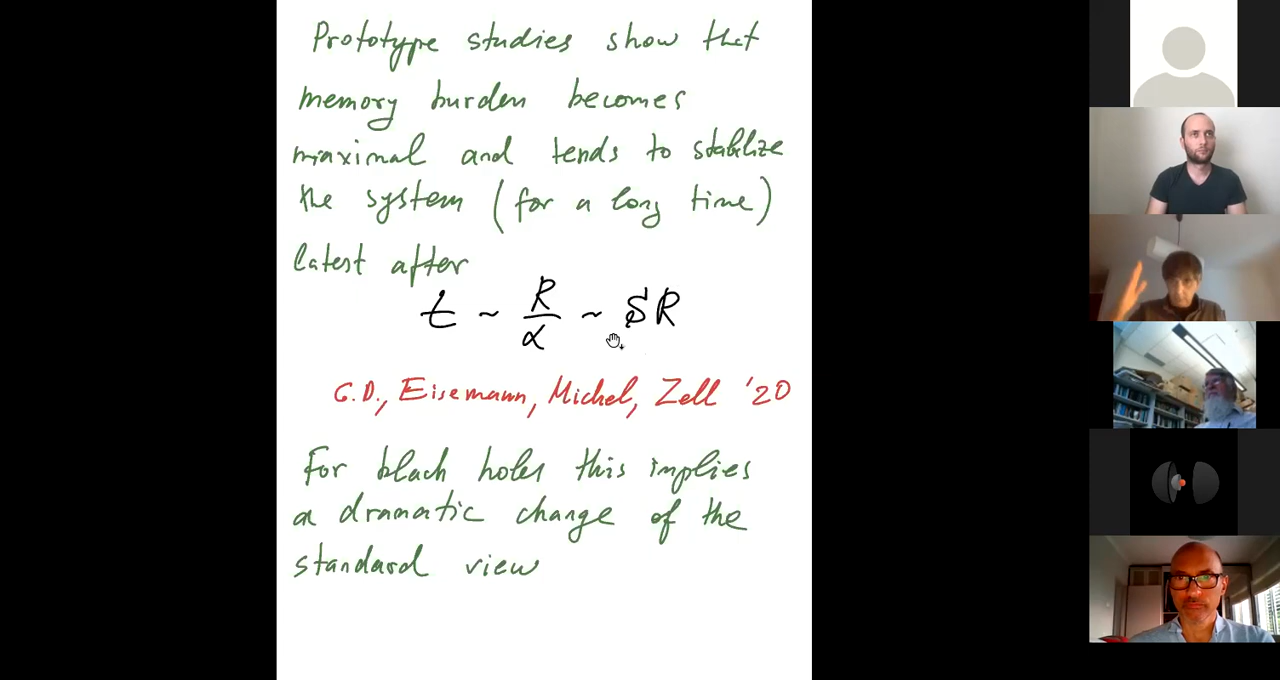 Prototype studies show that
memory burden becomes
maximal and tends to stabilize
the system (for a long time)
latest after
t ~ R/α ~ SR
G.D., Eisemann, Michel, Zell '20
For black holes this implies
a dramatic change of the
standard view